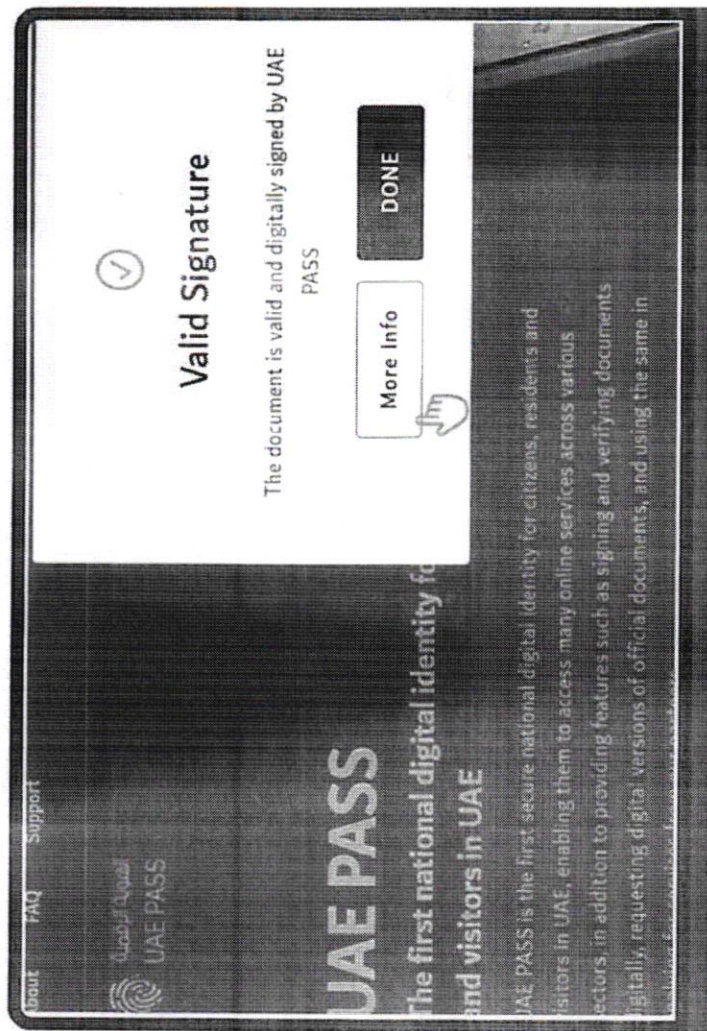 About FAQ Support
الهوية الرقمية
UAE PASS
UAE PASS
The first national digital identity fo
and visitors in UAE
UAE PASS is the first secure national digital identity for citizens, residents and
visitors in UAE, enabling them to access many online services across various
sectors, in addition to providing features such as signing and verifying documents
digitally, requesting digital versions of official documents, and using the same in
Valid Signature
The document is valid and digitally signed by UAE
PASS
More Info
DONE